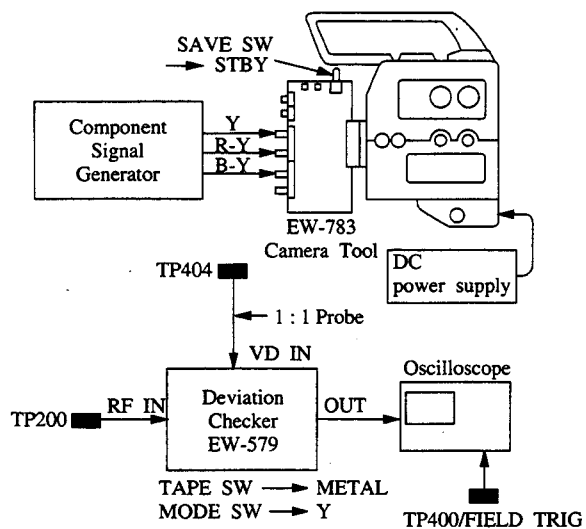 SAVE SW
STBY
Component
Signal
Generator
Y
R-Y
B-Y
EW-783
Camera Tool
DC
power supply
TP404
1 : 1 Probe
VD IN
Oscilloscope
TP200
RF IN
Deviation
Checker
EW-579
OUT
TAPE SW METAL
MODE SW Y
TP400/FIELD TRIG